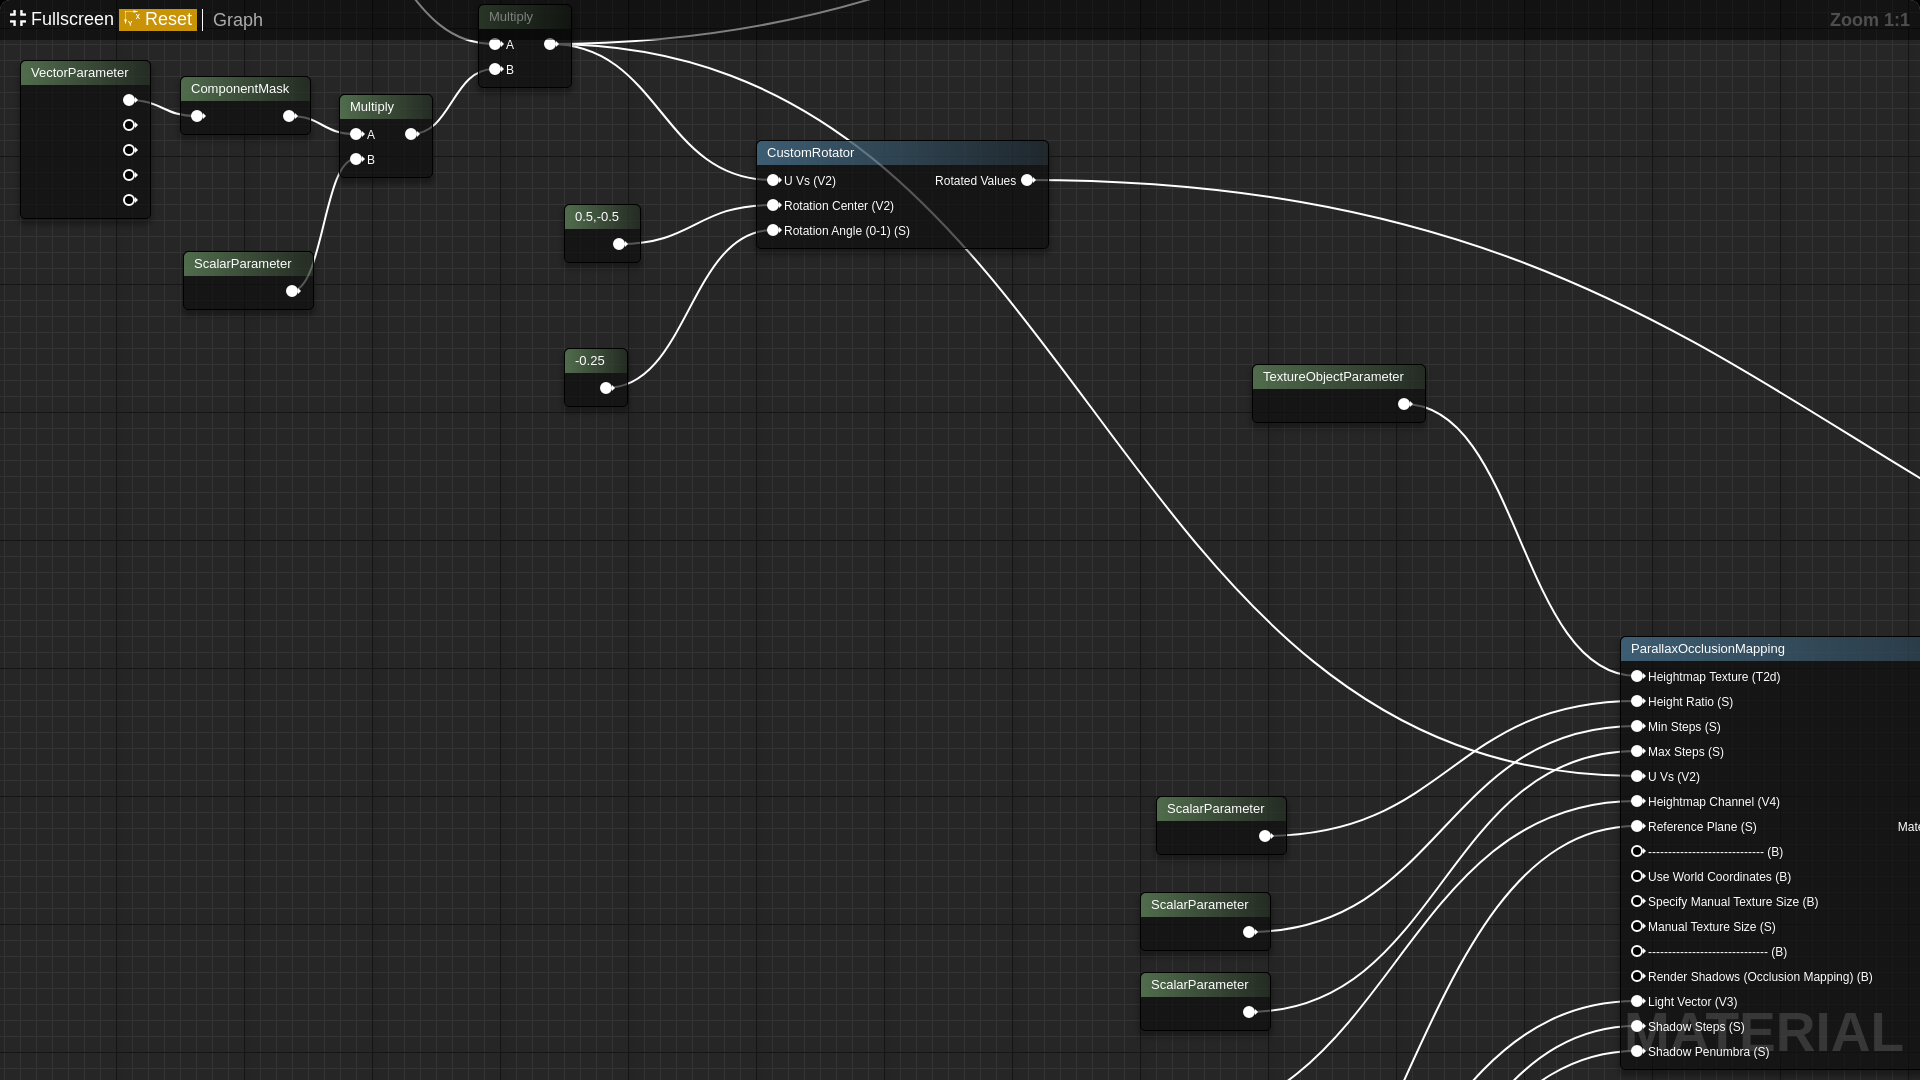 Fullscreen Reset Graph
Zoom 1:1
Multiply
A
B
VectorParameter
ComponentMask
Multiply
A
B
ScalarParameter
CustomRotator
U Vs (V2)
Rotated Values
Rotation Center (V2)
Rotation Angle (0-1) (S)
0.5,-0.5
-0.25
TextureObjectParameter
ParallaxOcclusionMapping
Heightmap Texture (T2d)
Height Ratio (S)
Min Steps (S)
Max Steps (S)
U Vs (V2)
Heightmap Channel (V4)
Reference Plane (S)
Mate
----------------------------- (B)
Use World Coordinates (B)
Specify Manual Texture Size (B)
Manual Texture Size (S)
------------------------------ (B)
Render Shadows (Occlusion Mapping) (B)
Light Vector (V3)
Shadow Steps (S)
Shadow Penumbra (S)
ScalarParameter
ScalarParameter
ScalarParameter
MATERIAL